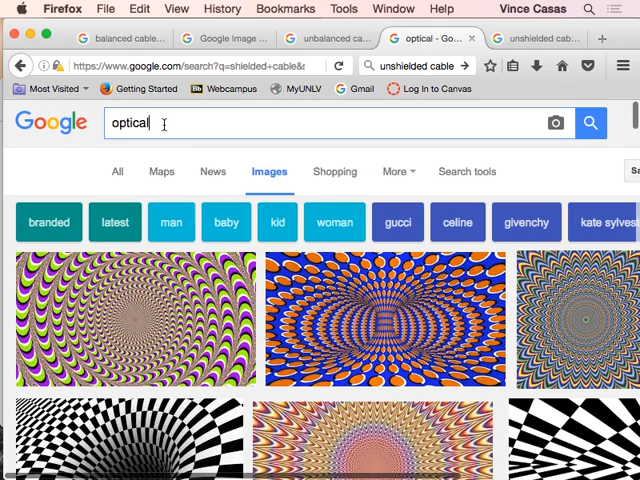 Firefox File Edit View History Bookmarks Tools Window Help Vince Casas
balanced cable... Google Image ... unbalanced ca... optical - Go... unshielded cab...
https://www.google.com/search?q=shielded+cable&s unshielded cable
Most Visited Getting Started Bb Webcampus MyUNLV Gmail Log In to Canvas
Google optical
All Maps News Images Shopping More Search tools Sa
branded latest man baby kid woman gucci celine givenchy kate sylves